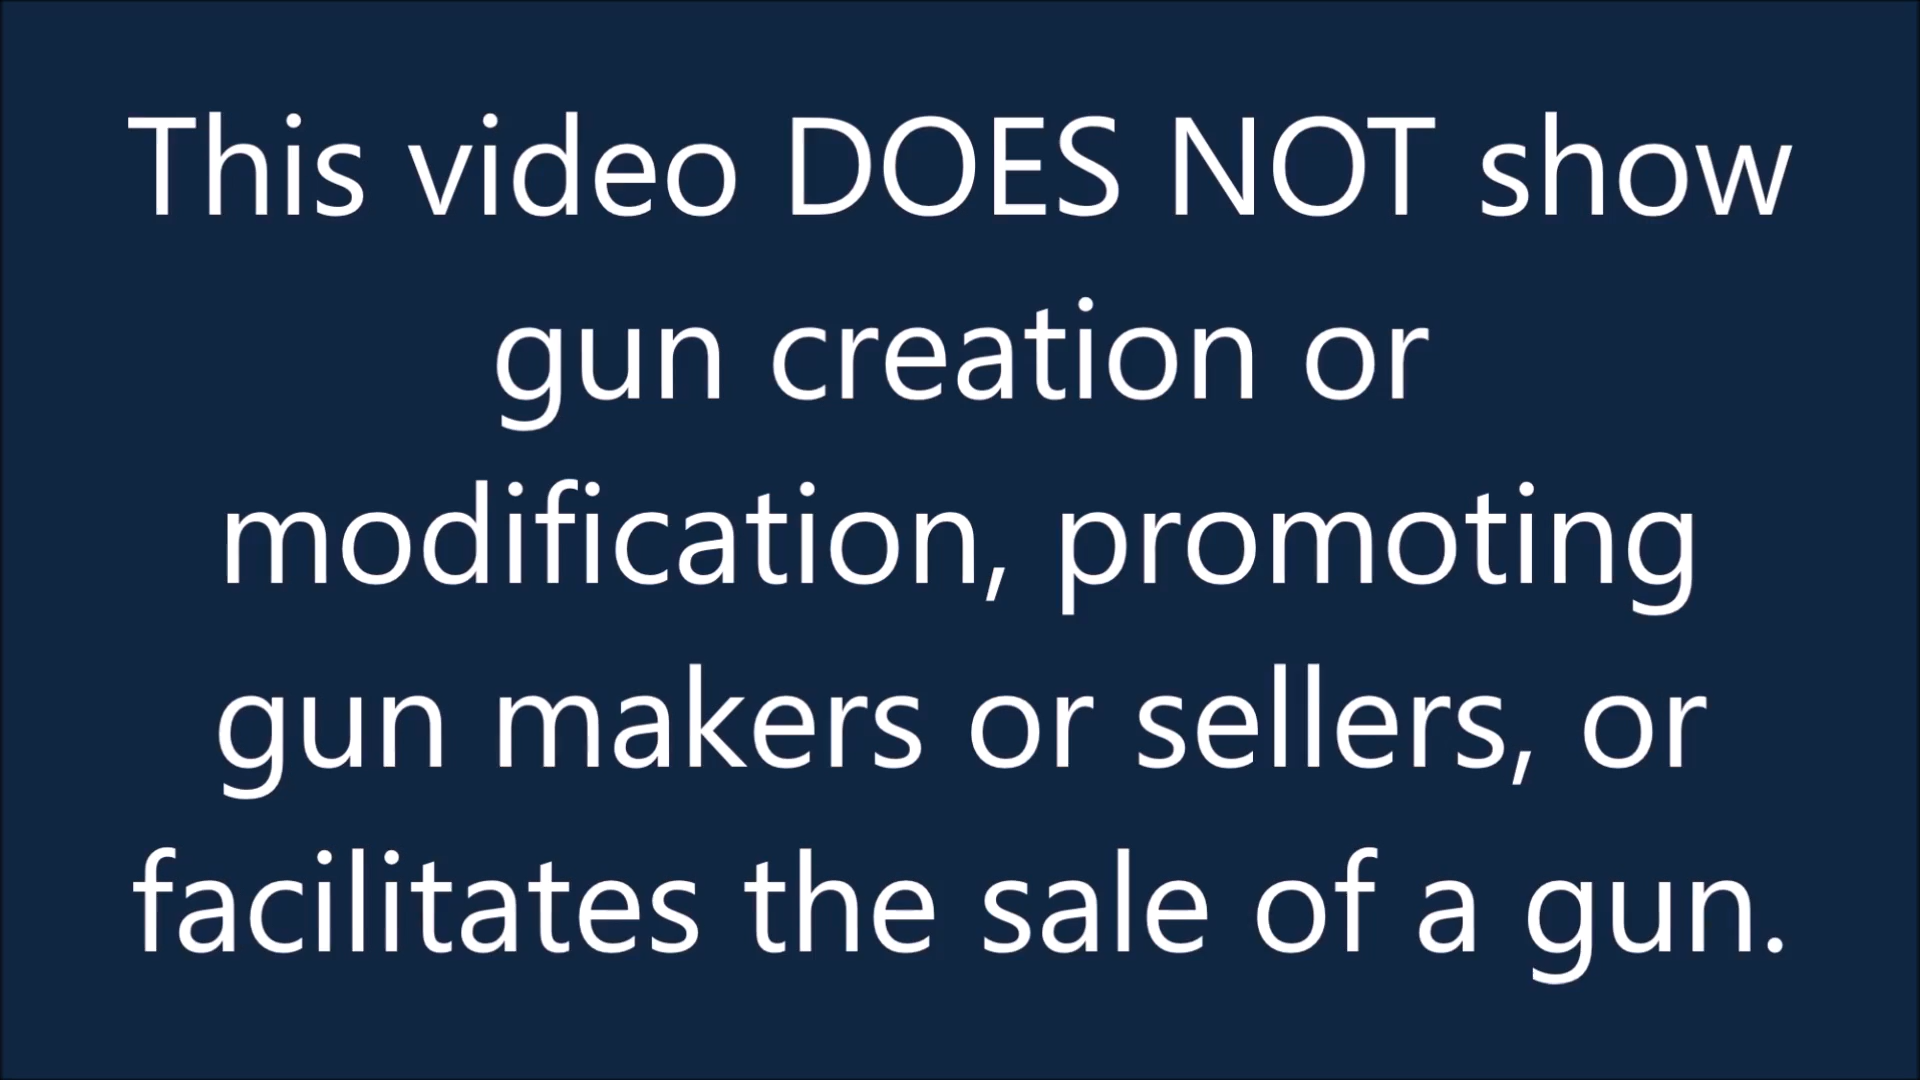 This video DOES NOT show
gun creation or
modification, promoting
gun makers or sellers, or
facilitates the sale of a gun.